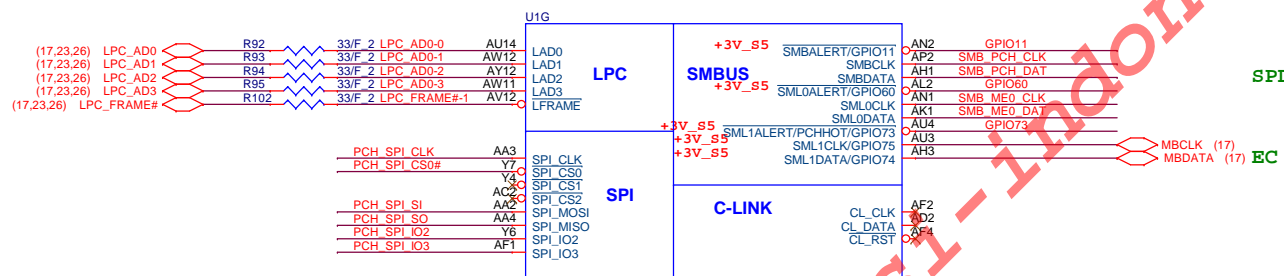 U1G
(17,23,26) LPC_AD0 R92 33/F_2 LPC_AD0-0 AU14 LAD0
(17,23,26) LPC_AD1 R93 33/F_2 LPC_AD0-1 AW12 LAD1
(17,23,26) LPC_AD2 R94 33/F_2 LPC_AD0-2 AY12 LAD2
(17,23,26) LPC_AD3 R95 33/F_2 LPC_AD0-3 AW11 LAD3
(17,23,26) LPC_FRAME# R102 33/F_2 LPC_FRAME#-1 AV12 LFRAME
LPC
SMBUS
+3V_S5 SMBALERT/GPIO11 AN2 GPIO11
SMBCLK AP2 SMB_PCH_CLK
SMBDATA AH1 SMB_PCH_DAT
+3V_S5 SML0ALERT/GPIO60 AL2 GPIO60
SML0CLK AN1 SMB_ME0_CLK
SML0DATA AK1 SMB_ME0_DAT
+3V_S5 SML1ALERT/PCHHOT/GPIO73 AU4 GPIO73
+3V_S5 SML1CLK/GPIO75 AU3 MBCLK (17)
+3V_S5 SML1DATA/GPIO74 AH3 MBDATA (17)
EC
PCH_SPI_CLK AA3 SPI_CLK
PCH_SPI_CS0# Y7 SPI_CS0
Y4 SPI_CS1
AC2 SPI_CS2
PCH_SPI_SI AA2 SPI_MOSI
PCH_SPI_SO AA4 SPI_MISO
PCH_SPI_IO2 Y6 SPI_IO2
PCH_SPI_IO3 AF1 SPI_IO3
SPI
C-LINK
CL_CLK AF2
CL_DATA AD2
CL_RST AF4
si-indon